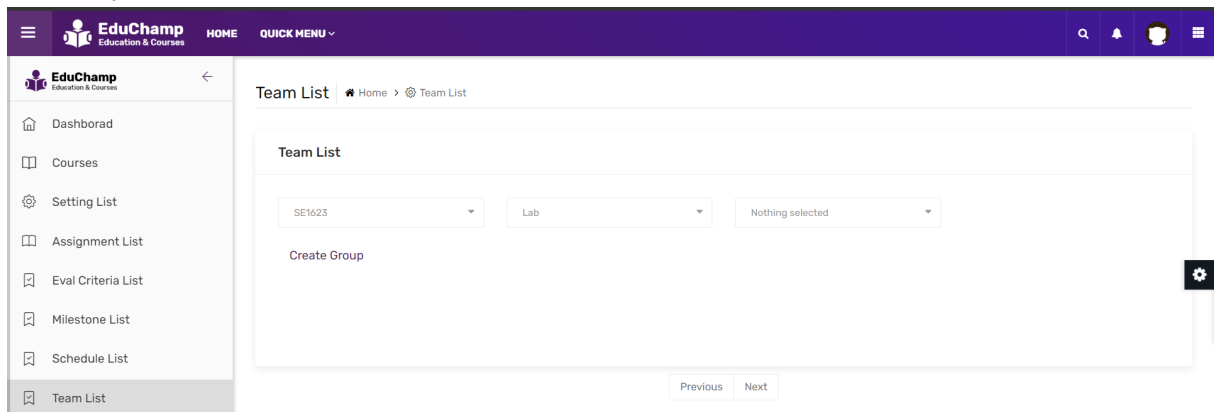 EduChamp
Education & Courses
HOME
QUICK MENU
EduChamp
Education & Courses
Team List
Home > Team List
Dashborad
Courses
Setting List
Assignment List
Eval Criteria List
Milestone List
Schedule List
Team List
Team List
SE1623
Lab
Nothing selected
Create Group
Previous
Next